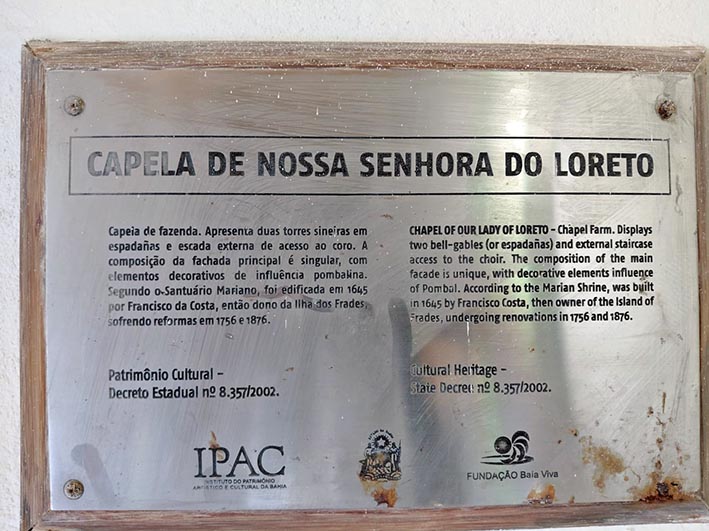 CAPELA DE NOSSA SENHORA DO LORETO
Capela de fazenda. Apresenta duas torres sineiras em
espadañas e escada externa de acesso ao coro. A
composição da fachada principal é singular, com
elementos decorativos de influência pombalina.
Segundo o Santuário Mariano, foi edificada em 1645
por Francisco da Costa, então dono da Ilha dos Frades,
sofrendo reformas em 1756 e 1876.
Patrimônio Cultural –
Decreto Estadual nº 8.357/2002.
CHAPEL OF OUR LADY OF LORETO – Chapel Farm. Displays
two bell-gables (or espadañas) and external staircase
access to the choir. The composition of the main
facade is unique, with decorative elements influence
of Pombal. According to the Marian Shrine, was built
in 1645 by Francisco Costa, then owner of the Island of
Frades, undergoing renovations in 1756 and 1876.
Cultural Heritage –
State Decree nº 8.357/2002.
IPAC
INSTITUTO DO PATRIMÔNIO
ARTÍSTICO E CULTURAL DA BAHIA
FUNDAÇÃO Baía Viva